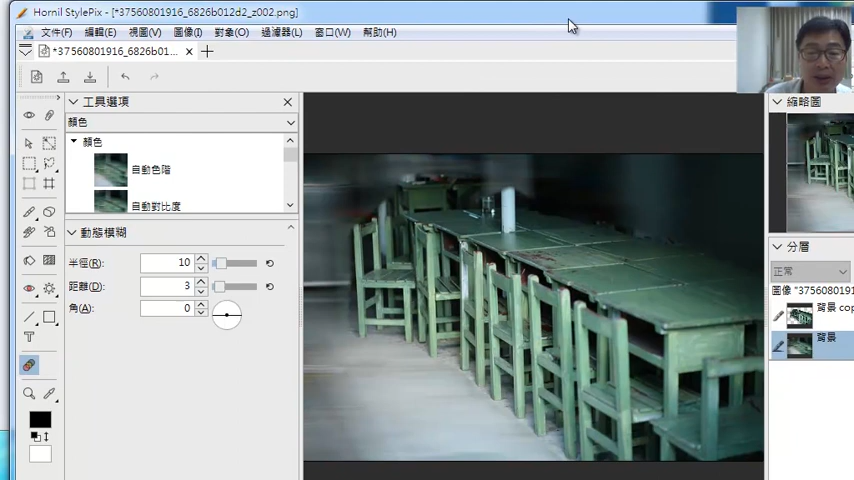 Hornil StylePix - [*37560801916_6826b012d2_z002.png]
文件(F) 編輯(E) 視圖(V) 圖像(I) 對象(O) 過濾器(L) 窗口(W) 幫助(H)
*37560801916_6826b01...
工具選項
縮略圖
顏色
顏色
自動色階
自動對比度
動態模糊
半徑(R): 10
距離(D): 3
角(A): 0
分層
正常
圖像 "3756080191
背景 cop
背景